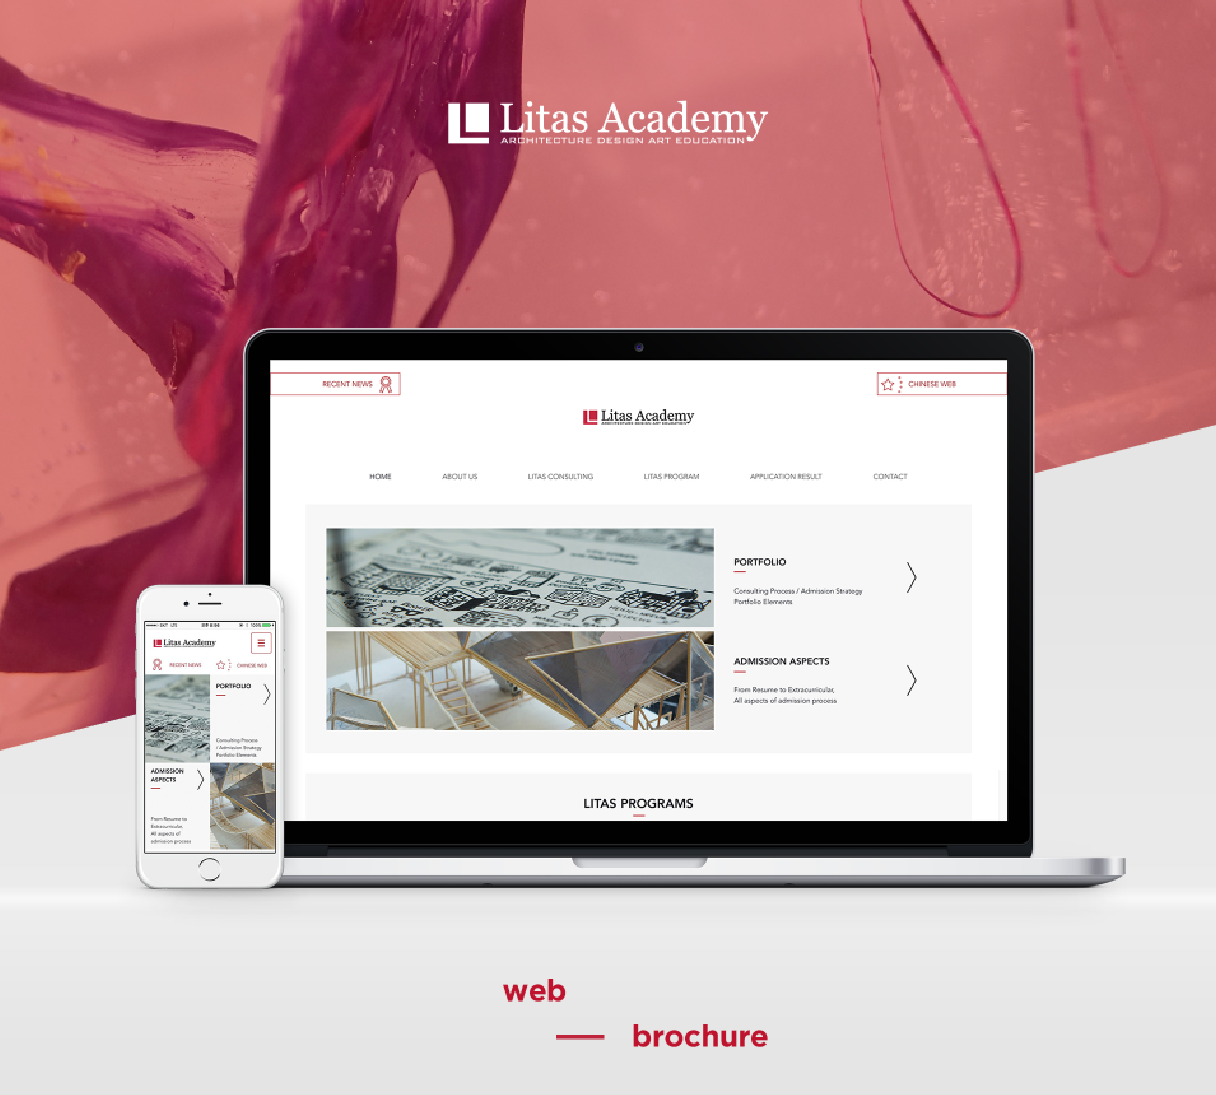 Litas Academy
ARCHITECTURE DESIGN ART EDUCATION
RECENT NEWS
CHINESE WEB
Litas Academy
ARCHITECTURE DESIGN ART EDUCATION
HOME
ABOUT US
LITAS CONSULTING
LITAS PROGRAM
APPLICATION RESULT
CONTACT
PORTFOLIO
Consulting Process / Admission Strategy
Portfolio Elements
ADMISSION ASPECTS
From Resume to Extracurricular,
All aspects of admission process
LITAS PROGRAMS
Litas Academy
RECENT NEWS
CHINESE WEB
PORTFOLIO
Consulting Process
/ Admission Strategy
Portfolio Elements
ADMISSION
ASPECTS
From Resume to
Extracurricular,
All aspects of
admission process
web
brochure